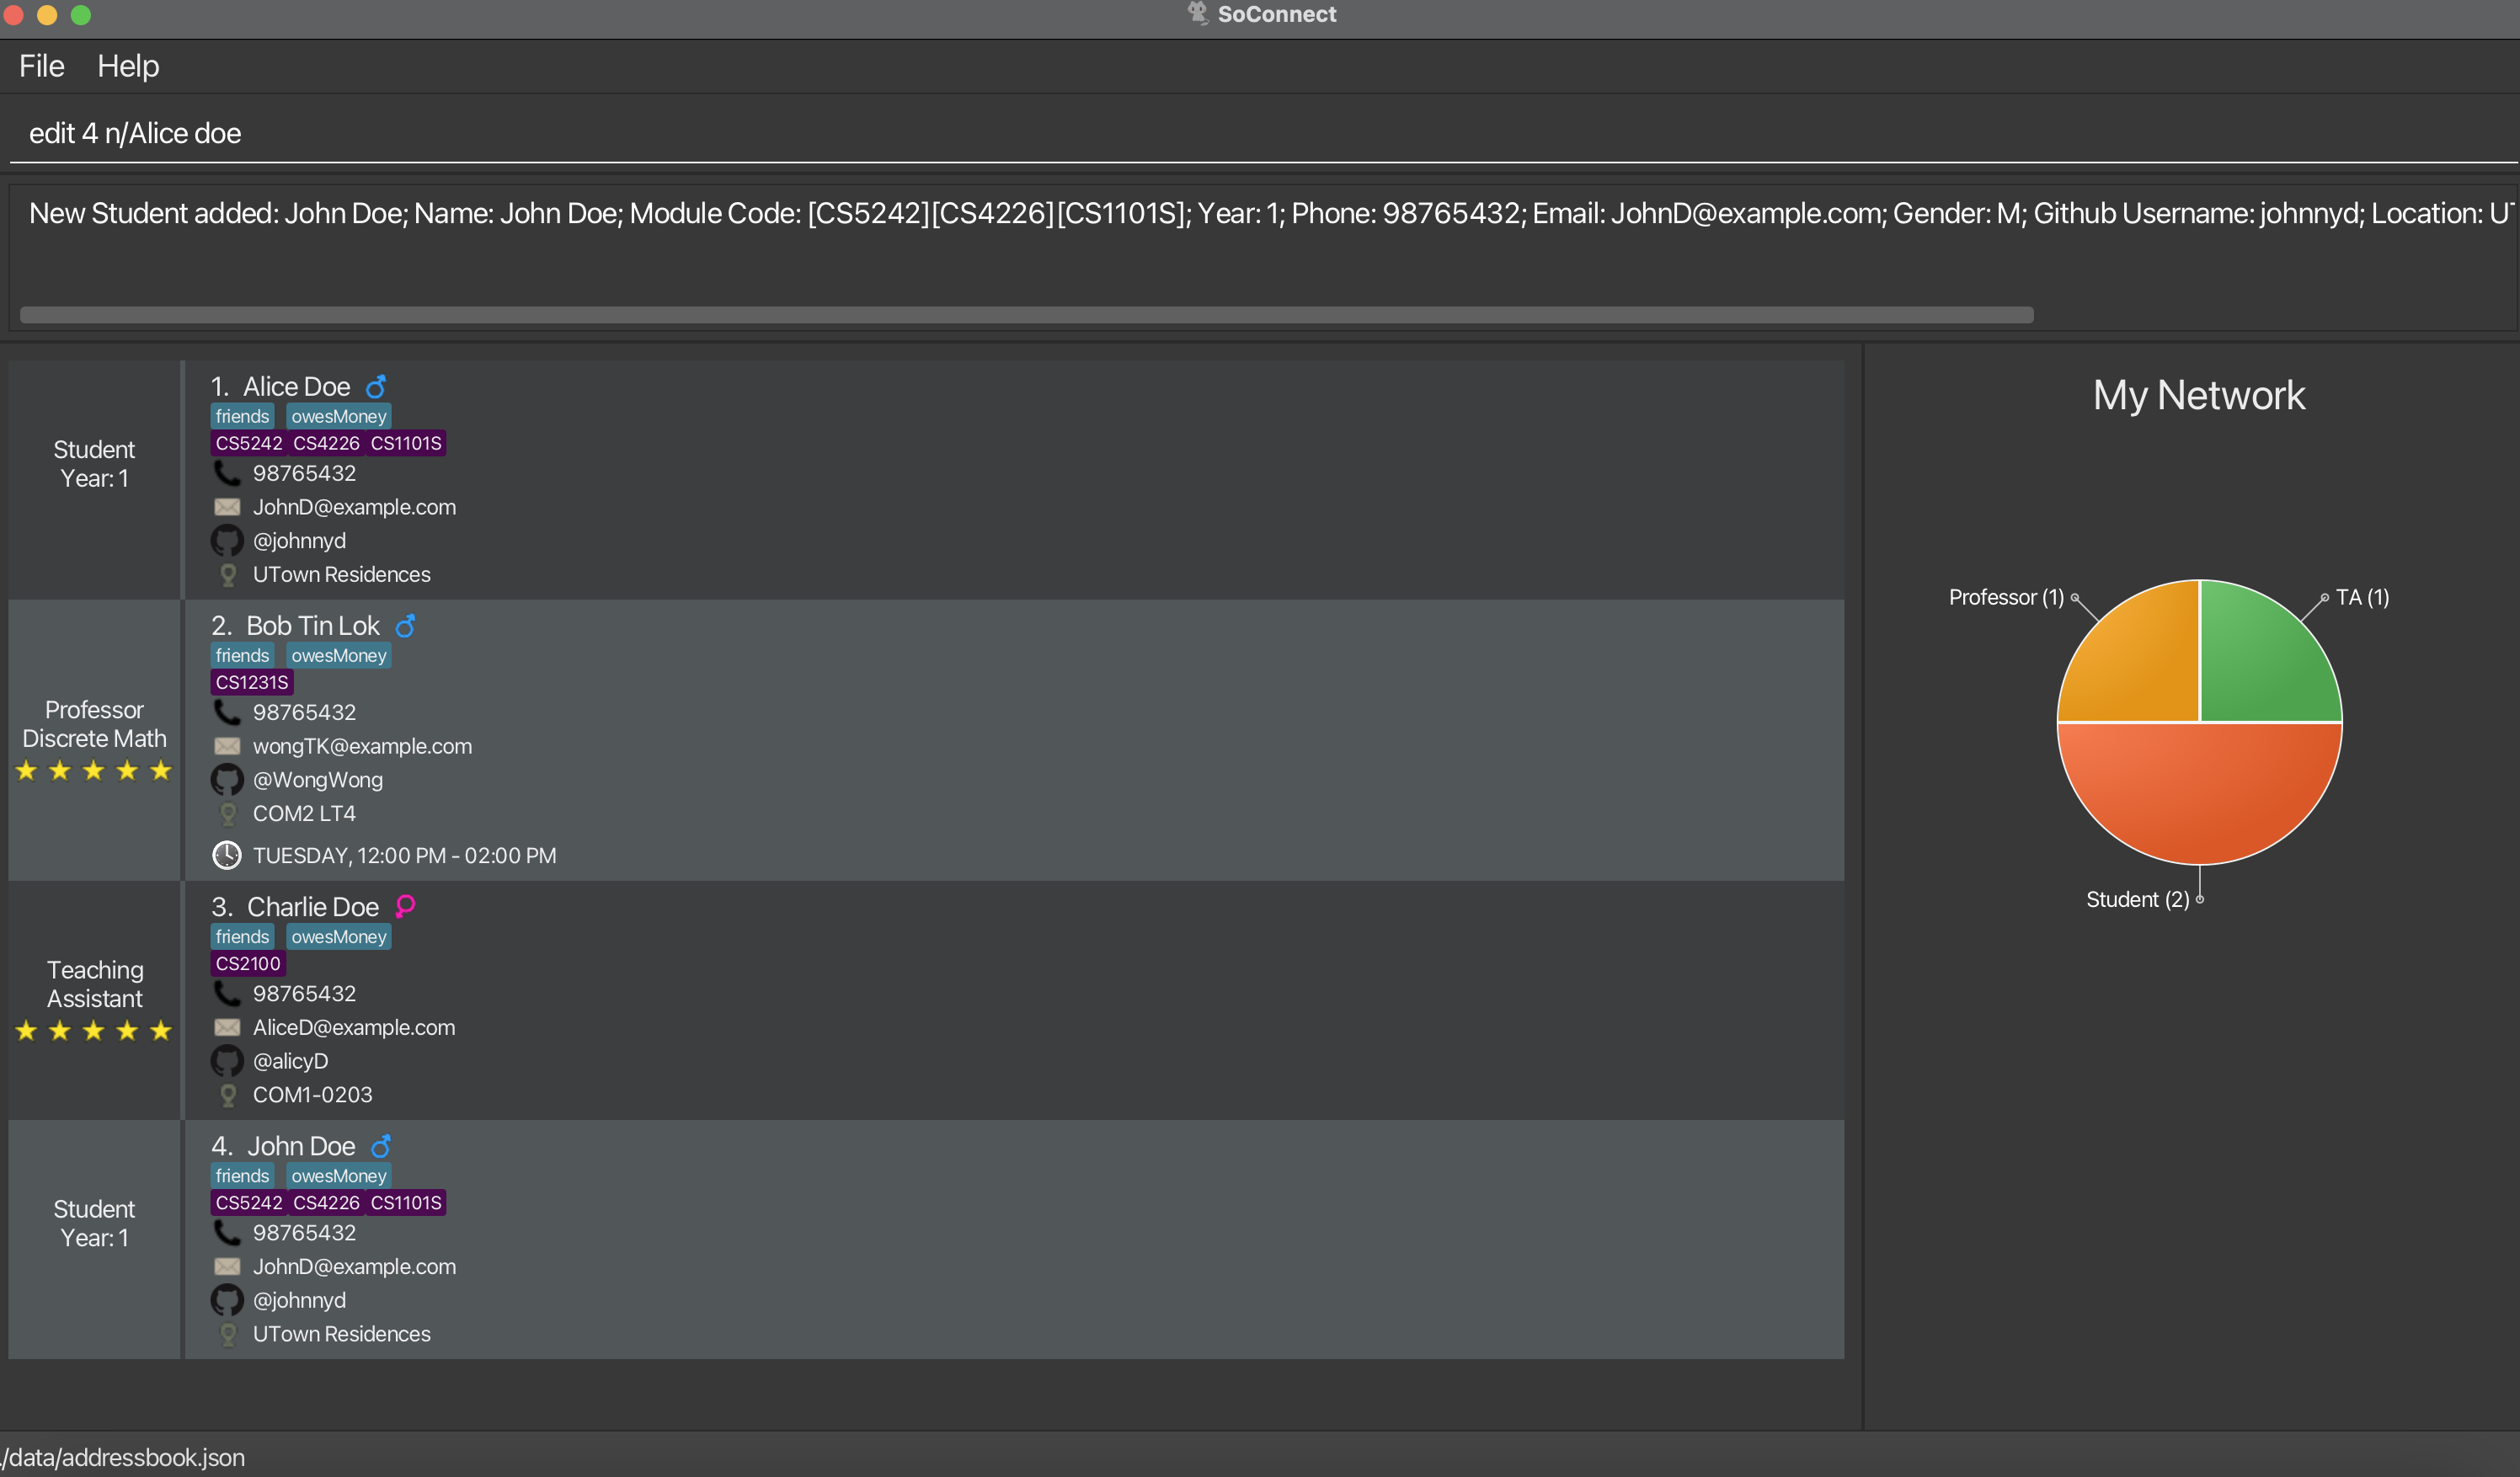 SoConnect
File Help
edit 4 n/Alice doe
New Student added: John Doe; Name: John Doe; Module Code: [CS5242][CS4226][CS1101S]; Year: 1; Phone: 98765432; Email: JohnD@example.com; Gender: M; Github Username: johnnyd; Location: UT
Student
Year: 1
1. Alice Doe
friends owesMoney
CS5242 CS4226 CS1101S
98765432
JohnD@example.com
@johnnyd
UTown Residences
Professor
Discrete Math
2. Bob Tin Lok
friends owesMoney
CS1231S
98765432
wongTK@example.com
@WongWong
COM2 LT4
TUESDAY, 12:00 PM - 02:00 PM
Teaching
Assistant
3. Charlie Doe
friends owesMoney
CS2100
98765432
AliceD@example.com
@alicyD
COM1-0203
Student
Year: 1
4. John Doe
friends owesMoney
CS5242 CS4226 CS1101S
98765432
JohnD@example.com
@johnnyd
UTown Residences
My Network
Professor (1)
TA (1)
Student (2)
./data/addressbook.json